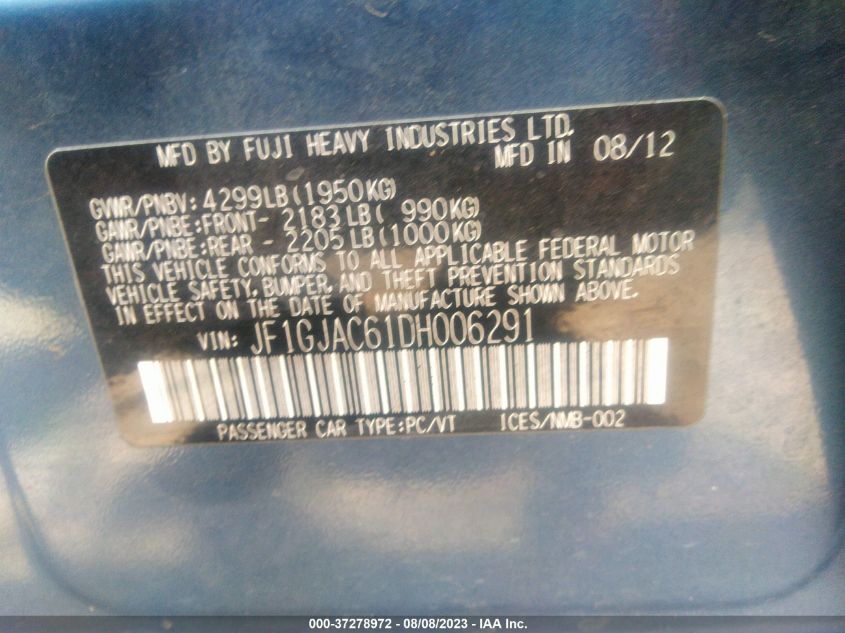 MFD BY FUJI HEAVY INDUSTRIES LTD.
MFD IN 08/12
GVWR/PNBV: 4299LB(1950KG)
GAWR/PNBE:FRONT- 2183LB( 990KG)
GAWR/PNBE:REAR - 2205LB(1000KG)
THIS VEHICLE CONFORMS TO ALL APPLICABLE FEDERAL MOTOR
VEHICLE SAFETY, BUMPER, AND THEFT PREVENTION STANDARDS
IN EFFECT ON THE DATE OF MANUFACTURE SHOWN ABOVE.
VIN: JF1GJAC61DH006291
PASSENGER CAR TYPE:PC/VT ICES/NMB-002
000-37278972 - 08/08/2023 - IAA Inc.